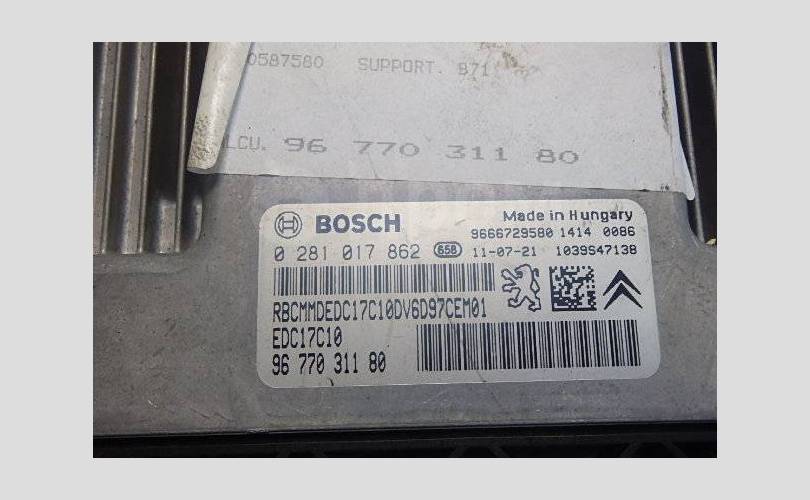 0587580 SUPPORT. B71
LCU. 96 770 311 80
BOSCH
Made in Hungary
9666729580 1414 0086
0 281 017 862 658 11-07-21 1039S47138
RBCMMDEDC17C10DV6D97CEM01
EDC17C10
96 770 311 80